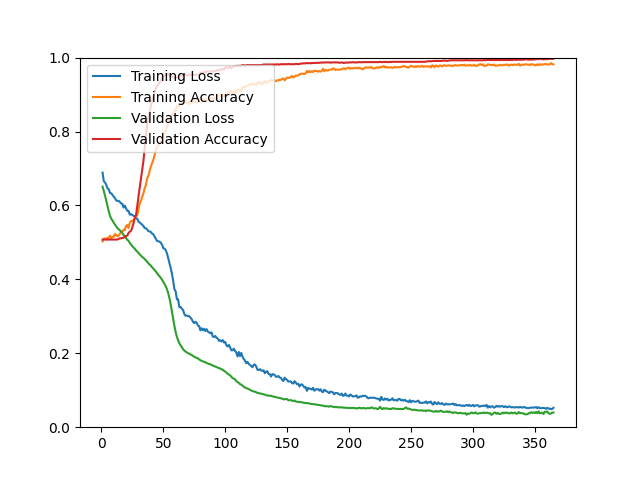 1.0
0.8
0.6
0.4
0.2
0.0
Training Loss
Training Accuracy
Validation Loss
Validation Accuracy
0 50 100 150 200 250 300 350